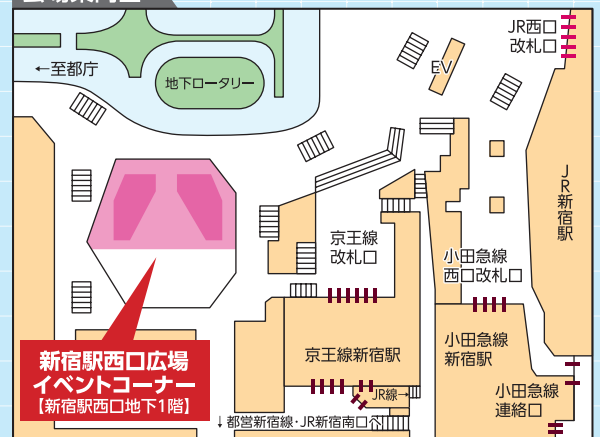 JR西口
改札口
←至都庁
EV
地下ロータリー
JR新宿駅
京王線
改札口
小田急線
西口改札口
新宿駅西口広場
イベントコーナー
【新宿駅西口地下1階】
京王線新宿駅
小田急線
新宿駅
JR線→
小田急線
連絡口
↓都営新宿線・JR新宿南口へ